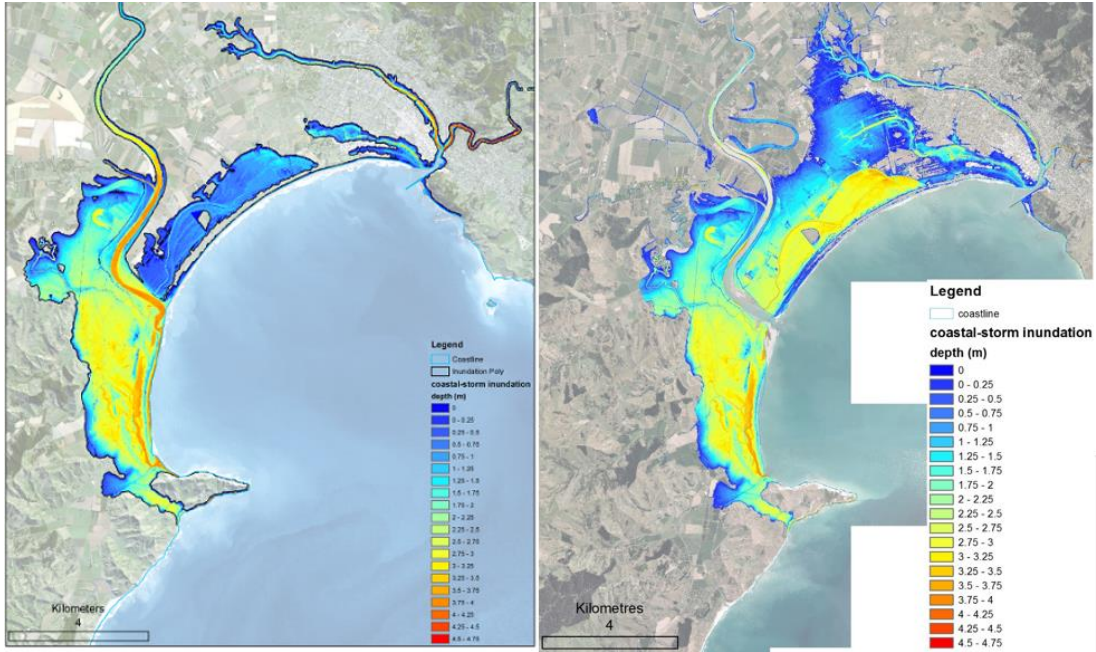 Legend
Coastline
Inundation Poly
coastal-storm inundation
depth (m)
0
0 - 0.25
0.25 - 0.5
0.5 - 0.75
0.75 - 1
1 - 1.25
1.25 - 1.5
1.5 - 1.75
1.75 - 2
2 - 2.25
2.25 - 2.5
2.5 - 2.75
2.75 - 3
3 - 3.25
3.25 - 3.5
3.5 - 3.75
3.75 - 4
4 - 4.25
4.25 - 4.5
4.5 - 4.75
Kilometers
4
Legend
coastline
coastal-storm inundation
depth (m)
0
0 - 0.25
0.25 - 0.5
0.5 - 0.75
0.75 - 1
1 - 1.25
1.25 - 1.5
1.5 - 1.75
1.75 - 2
2 - 2.25
2.25 - 2.5
2.5 - 2.75
2.75 - 3
3 - 3.25
3.25 - 3.5
3.5 - 3.75
3.75 - 4
4 - 4.25
4.25 - 4.5
4.5 - 4.75
Kilometres
4